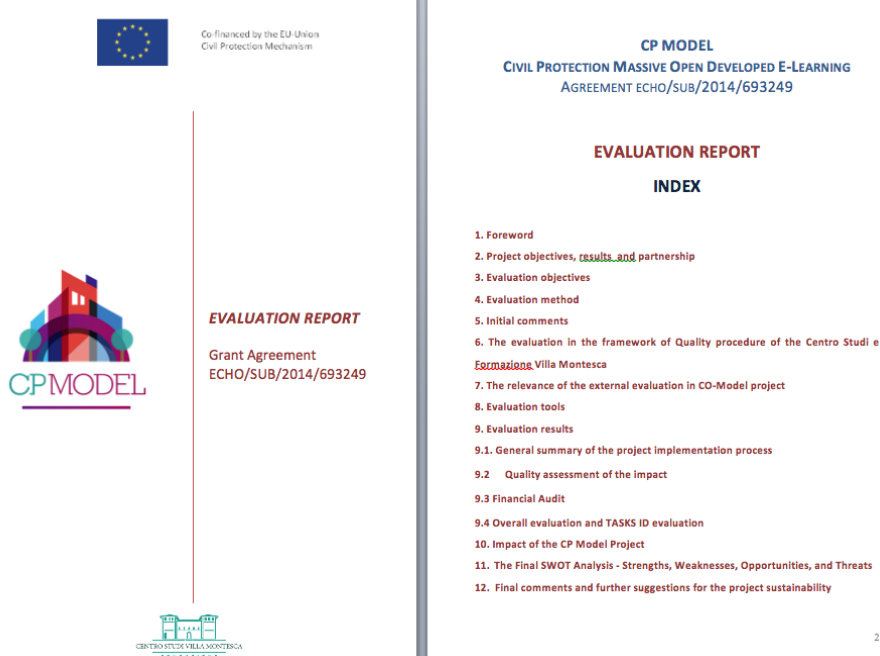 Co-financed by the EU-Union
Civil Protection Mechanism
CPMODEL
EVALUATION REPORT
Grant Agreement
ECHO/SUB/2014/693249
CENTRO STUDI VILLA MONTESCA
CP MODEL
CIVIL PROTECTION MASSIVE OPEN DEVELOPED E-LEARNING
AGREEMENT ECHO/SUB/2014/693249
EVALUATION REPORT
INDEX
1. Foreword
2. Project objectives, results and partnership
3. Evaluation objectives
4. Evaluation method
5. Initial comments
6. The evaluation in the framework of Quality procedure of the Centro Studi e
Formazione Villa Montesca
7. The relevance of the external evaluation in CO-Model project
8. Evaluation tools
9. Evaluation results
9.1. General summary of the project implementation process
9.2 Quality assessment of the impact
9.3 Financial Audit
9.4 Overall evaluation and TASKS ID evaluation
10. Impact of the CP Model Project
11. The Final SWOT Analysis - Strengths, Weaknesses, Opportunities, and Threats
12. Final comments and further suggestions for the project sustainability
2